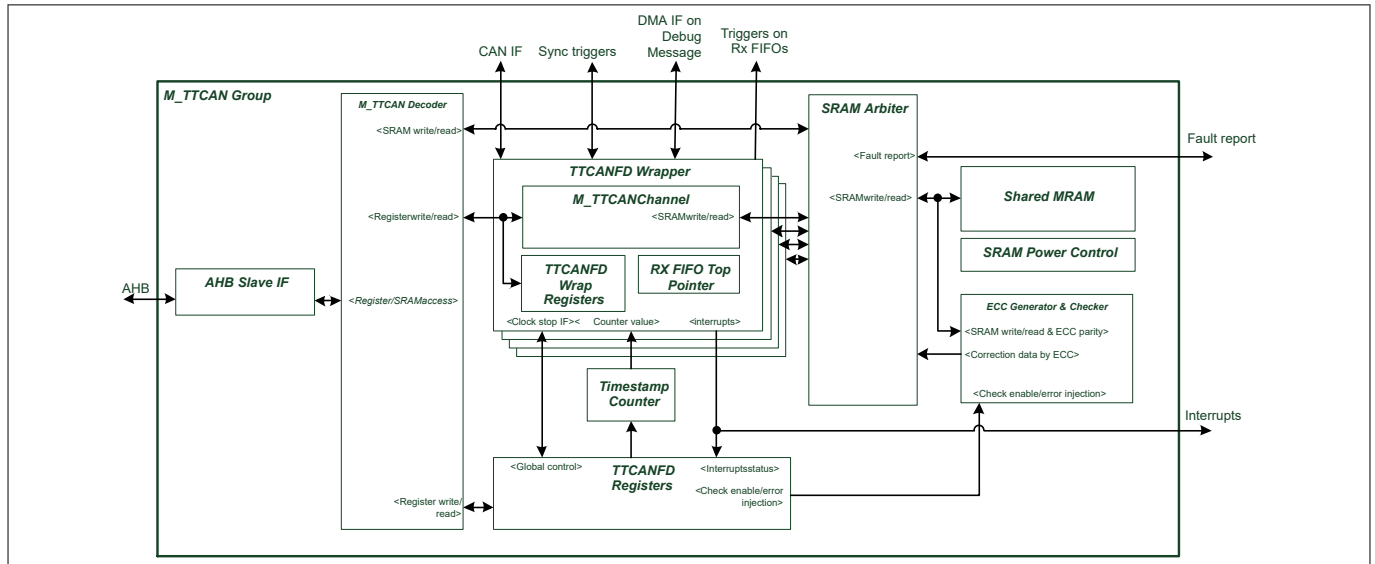 DMA IF on
Debug
Message
Triggers on
Rx FIFOs
CAN IF
Sync triggers
M_TTCAN Group
M_TTCAN Decoder
SRAM Arbiter
<SRAM write/read>
Fault report
<Fault report>
TTCANFD Wrapper
M_TTCANChannel
<Registerwrite/read>
<SRAMwrite/read>
<SRAMwrite/read>
Shared MRAM
SRAM Power Control
TTCANFD
Wrap
Registers
RX FIFO Top
Pointer
AHB
AHB Slave IF
<Register/SRAMaccess>
ECC Generator & Checker
<Clock stop IF><
Counter value>
<interrupts>
<SRAM write/read & ECC parity>
<Correction data by ECC>
<Check enable/error injection>
Timestamp
Counter
Interrupts
<Global control>
TTCANFD
Registers
<Interruptsstatus>
<Check enable/error
injection>
<Register write/
read>